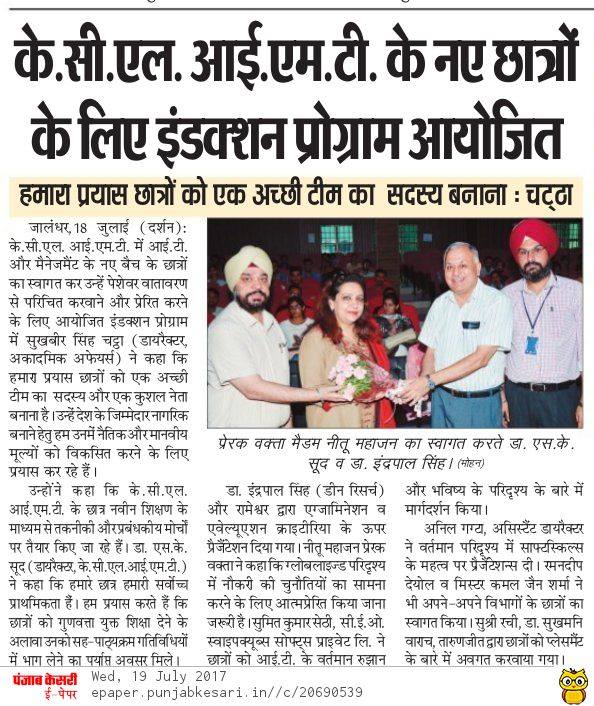 के.सी.एल. आई.एम.टी. के नए छात्रों
के लिए इंडक्शन प्रोग्राम आयोजित
हमारा प्रयास छात्रों को एक अच्छी टीम का सदस्य बनाना : चट्ठा
जालंधर,18 जुलाई (दर्शन):
के.सी.एल. आई.एम.टी. में आई.टी.
और मैनेजमैंट के नए बैच के छात्रों
का स्वागत कर उन्हें पेशेवर वातावरण
से परिचित करवाने और प्रेरित करने
के लिए आयोजित इंडक्शन प्रोग्राम
में सुखबीर सिंह चट्ठा (डायरैक्टर,
अकादमिक अफेयर्स) ने कहा कि
हमारा प्रयास छात्रों को एक अच्छी
टीम का सदस्य और एक कुशल नेता
बनाना है। उन्हें देश के जिम्मेदार नागरिक
बनाने हेतु हम उनमें नैतिक और मानवीय
मूल्यों को विकसित करने के लिए
प्रयास कर रहे हैं।
उन्होंने कहा कि के.सी.एल.
आई.एम.टी. के छात्र नवीन शिक्षण के
माध्यम से तकनीकी और प्रबंधकीय मोर्चों
पर तैयार किए जा रहे हैं। डा. एस.के.
सूद (डायरैक्टर, के.सी.एल.आई.एम.टी.)
ने कहा कि हमारे छात्र हमारी सर्वोच्च
प्राथमिकता हैं। हम प्रयास करते हैं कि
छात्रों को गुणवत्ता युक्त शिक्षा देने के
अलावा उनको सह-पाठ्यक्रम गतिविधियों
में भाग लेने का पर्याप्त अवसर मिले।
प्रेरक वक्ता मैडम नीतू महाजन का स्वागत करते डा. एस.के.
सूद व डा. इंद्रपाल सिंह। (मोहन)
डा. इंद्रपाल सिंह (डीन रिसर्च)
और रामेश्वर द्वारा एग्जामिनेशन व
एवेल्यूएशन क्राइटीरिया के ऊपर
प्रैजैंटेशन दिया गया। नीतू महाजन प्रेरक
वक्ता ने कहा कि ग्लोबलाइज्ड परिदृश्य
में नौकरी की चुनौतियों का सामना
करने के लिए आत्मप्रेरित किया जाना
जरूरी है। सुमित कुमार सेठी, सी.ई.ओ.
स्वाइपक्यूब्स सोफ्ट्स प्राइवेट लि. ने
छात्रों को आई.टी. के वर्तमान रुझान
और भविष्य के परिदृश्य के बारे में
मार्गदर्शन किया।
अनिल गग्ट, असिस्टैंट डायरैक्टर
ने वर्तमान परिदृश्य में साफ्टस्किल्स
के महत्व पर प्रैजैंटेशन्स दी। रमनदीप
देयोल व मिस्टर कमल जैन शर्मा ने
भी अपने-अपने विभागों के छात्रों का
स्वागत किया। सुश्री रची, डा. सुखमनि
वाराच, तारुणजीत द्वारा छात्रों को प्लेसमैंट
के बारे में अवगत करवाया गया।
पंजाब केसरी
ई-पेपर
Wed, 19 July 2017
epaper.punjabkesari.in//c/20690539